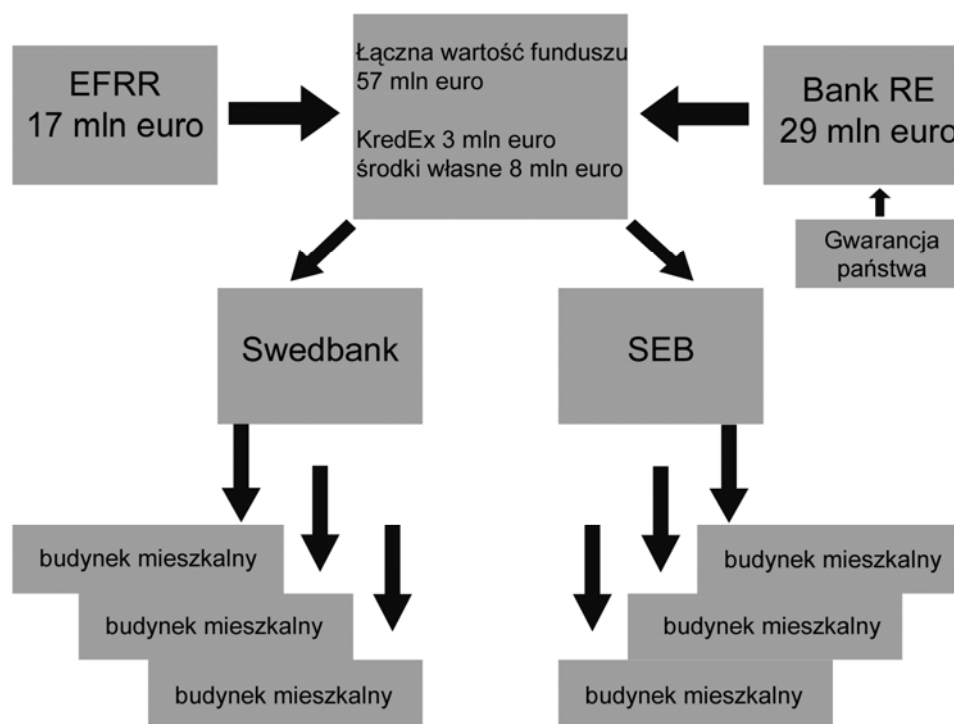 EFRR
17 mln euro
Łączna wartość funduszu
57 mln euro
KredEx 3 mln euro
środki własne 8 mln euro
Bank RE
29 mln euro
Gwarancja
państwa
Swedbank
SEB
budynek mieszkalny
budynek mieszkalny
budynek mieszkalny
budynek mieszkalny
budynek mieszkalny
budynek mieszkalny